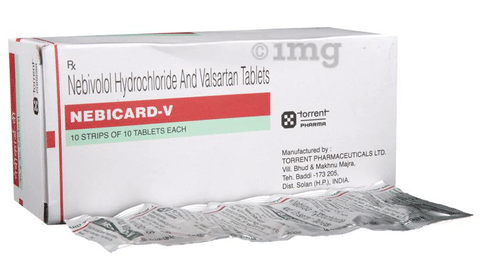 1mg
Rx
Nebivolol Hydrochloride And Valsartan Tablets
NEBICARD-V
10 STRIPS OF 10 TABLETS EACH
torrent
PHARMA
Manufactured by :
TORRENT PHARMACEUTICALS LTD.
Vill. Bhud & Makhnu Majra,
Teh. Baddi -173 205,
Dist. Solan (H.P.), INDIA.